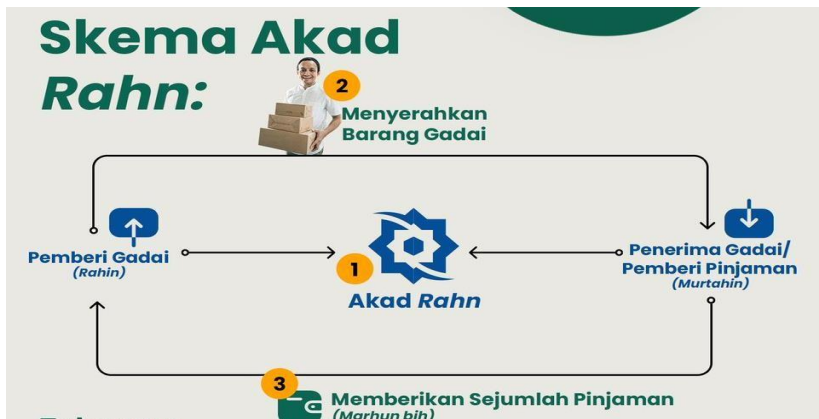 Skema Akad
Rahn:
2
Menyerahkan
Barang Gadai
Pemberi Gadai
(Rahin)
1
Akad Rahn
Penerima Gadai/
Pemberi Pinjaman
(Murtahin)
3
Memberikan Sejumlah Pinjaman
(Marhun bih)